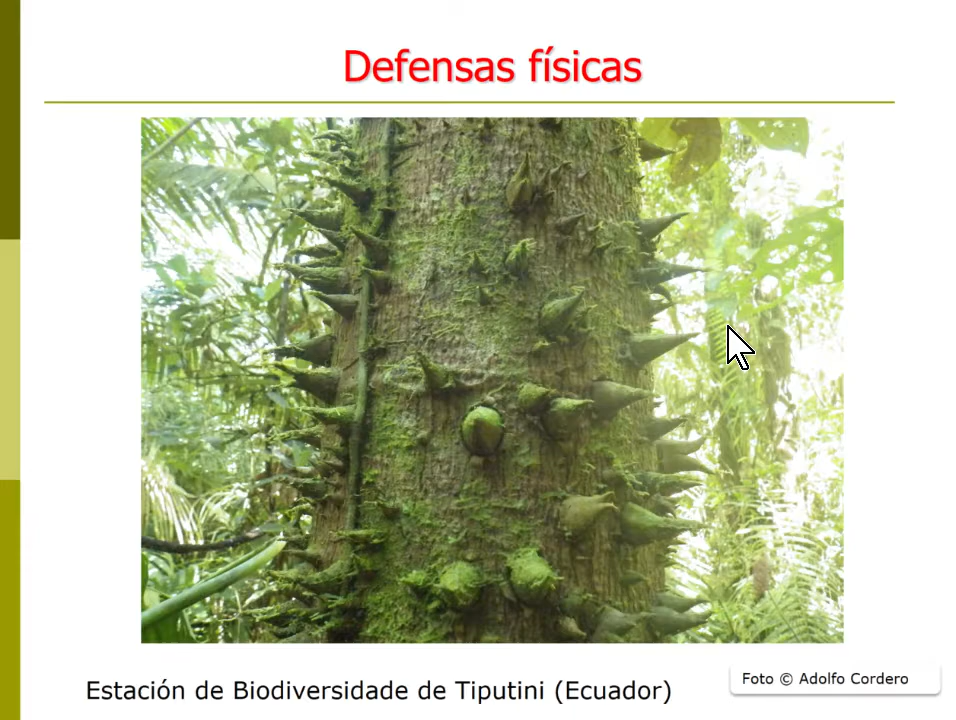 Defensas físicas
Estación de Biodiversidade de Tiputini (Ecuador)
Foto © Adolfo Cordero